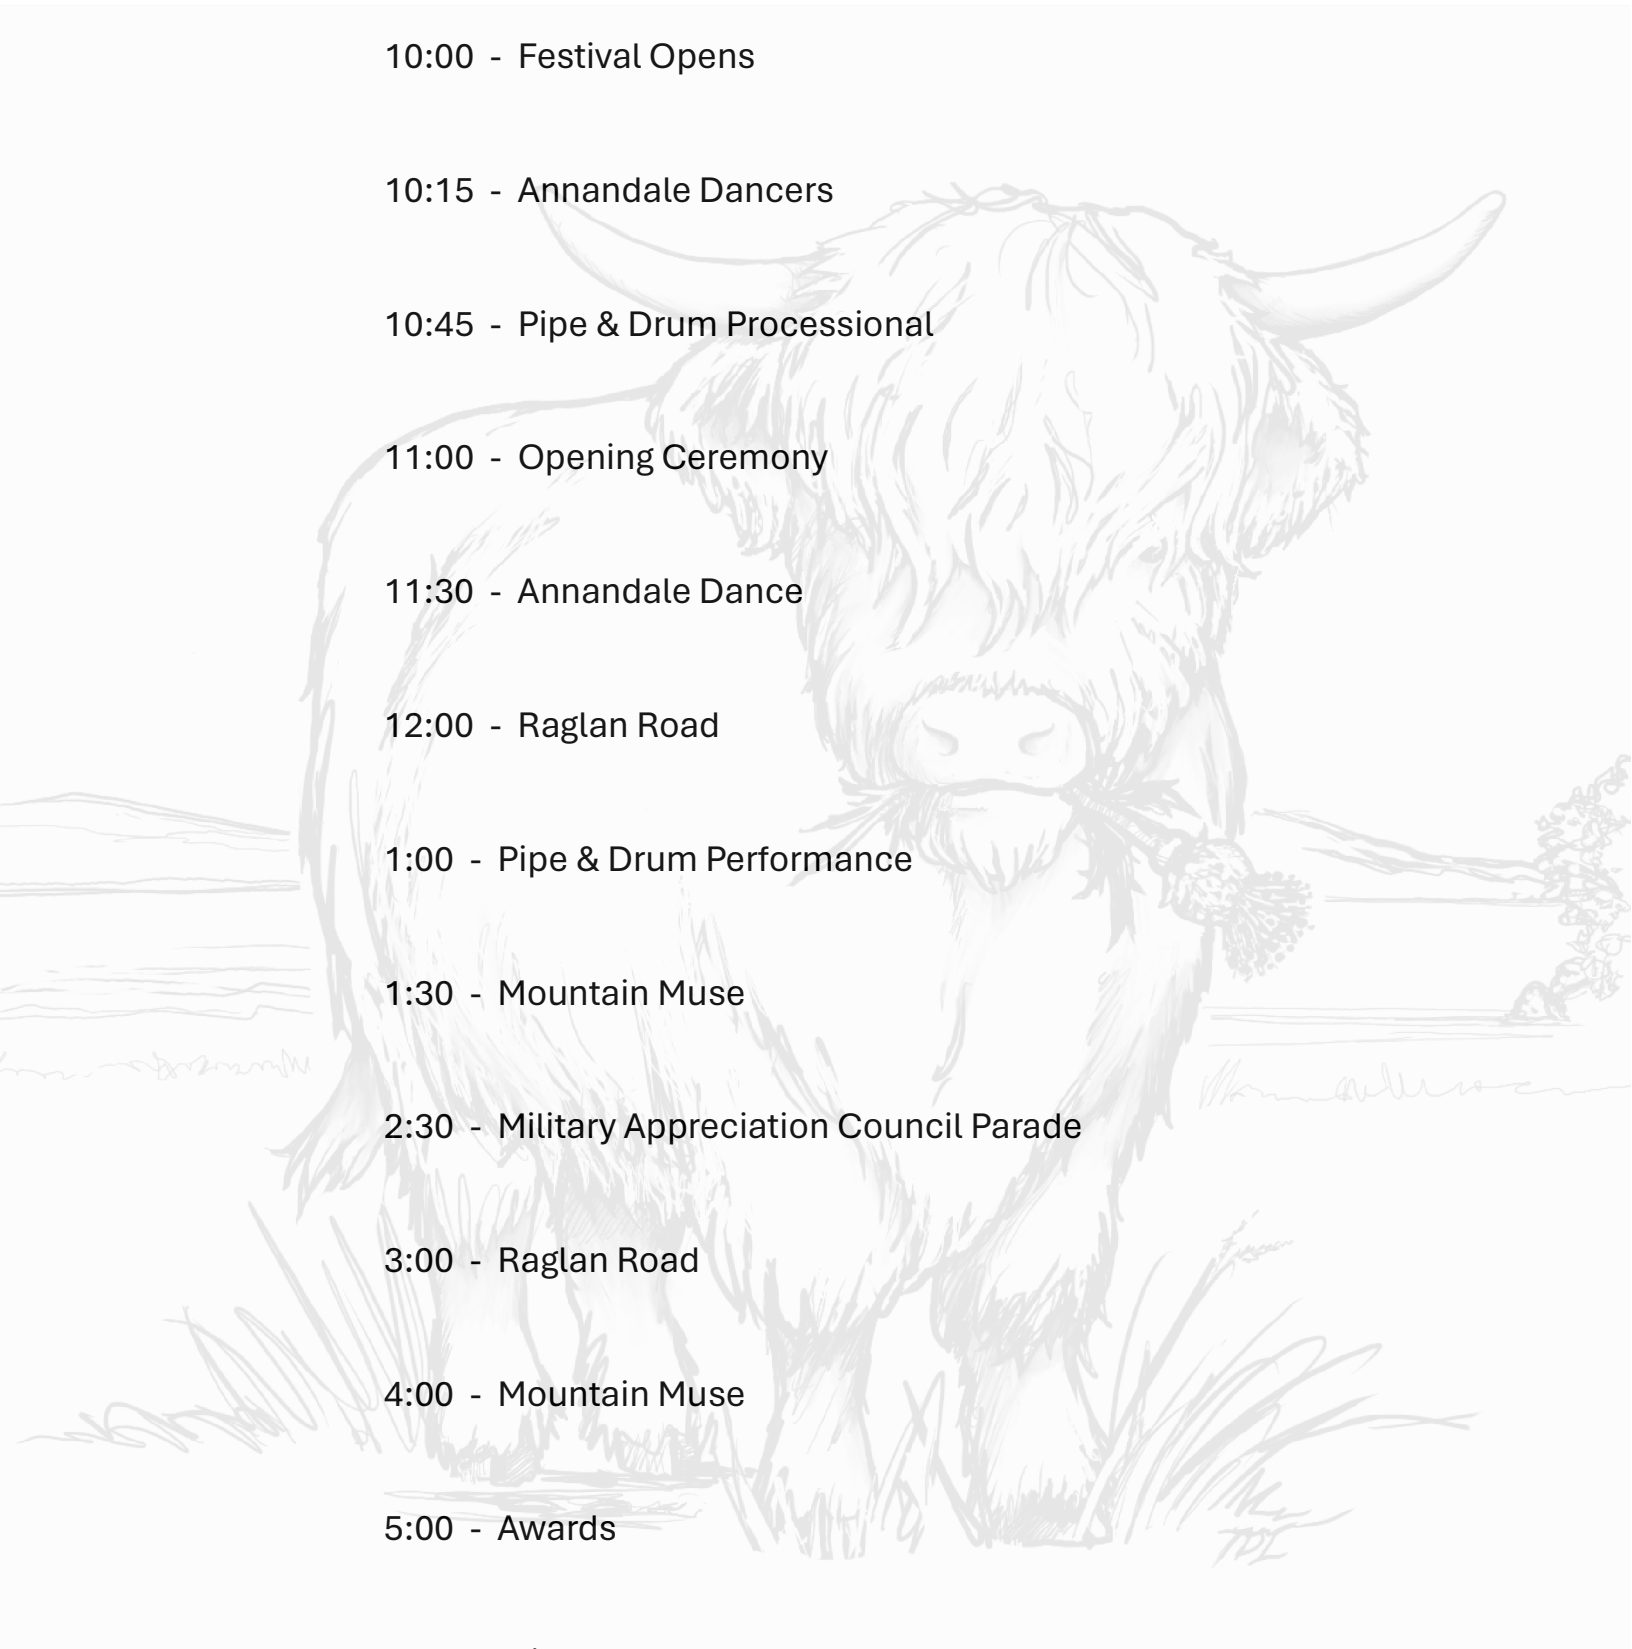 10:00 - Festival Opens
10:15 - Annandale Dancers
10:45 - Pipe & Drum Processional
11:00 - Opening Ceremony
11:30 - Annandale Dance
12:00 - Raglan Road
1:00 - Pipe & Drum Performance
1:30 - Mountain Muse
2:30 - Military Appreciation Council Parade
3:00 - Raglan Road
4:00 - Mountain Muse
5:00 - Awards